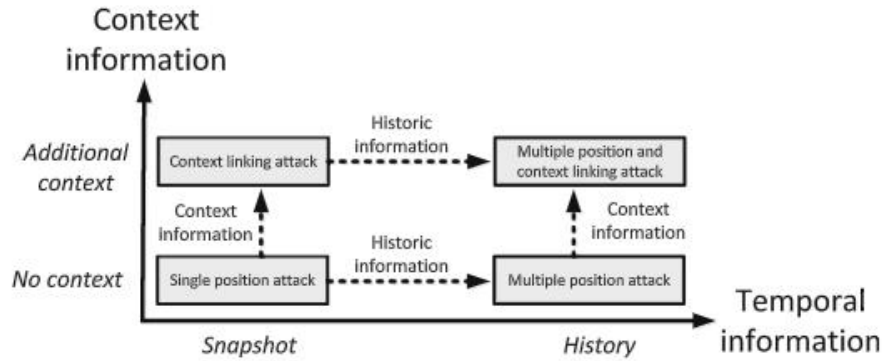 Context
information
Additional
context
Context linking attack
Historic
information
Multiple position and
context linking attack
Context
information
Context
information
No context
Single position attack
Historic
information
Multiple position attack
Snapshot
History
Temporal
information